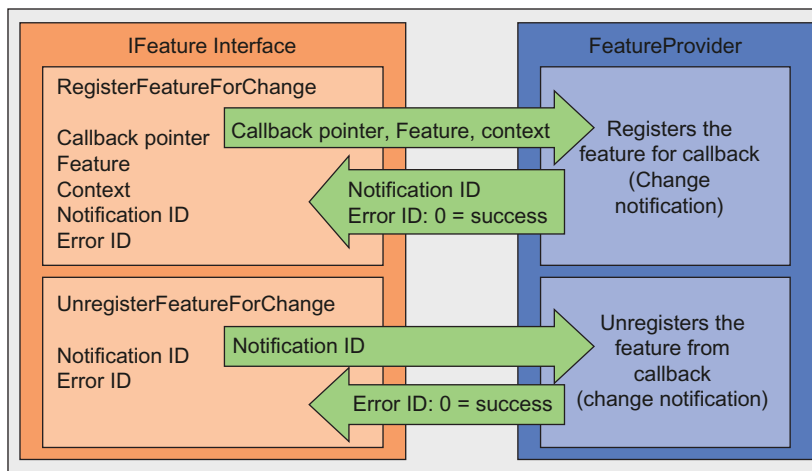 IFeature Interface
RegisterFeatureForChange
Callback pointer
Feature
Context
Notification ID
Error ID
Callback pointer, Feature, context
Notification ID
Error ID: 0 = success
FeatureProvider
Registers the
feature for callback
(Change
notification)
UnregisterFeatureForChange
Notification ID
Error ID
Notification ID
Error ID: 0 = success
Unregisters the
feature from
callback
(change notification)